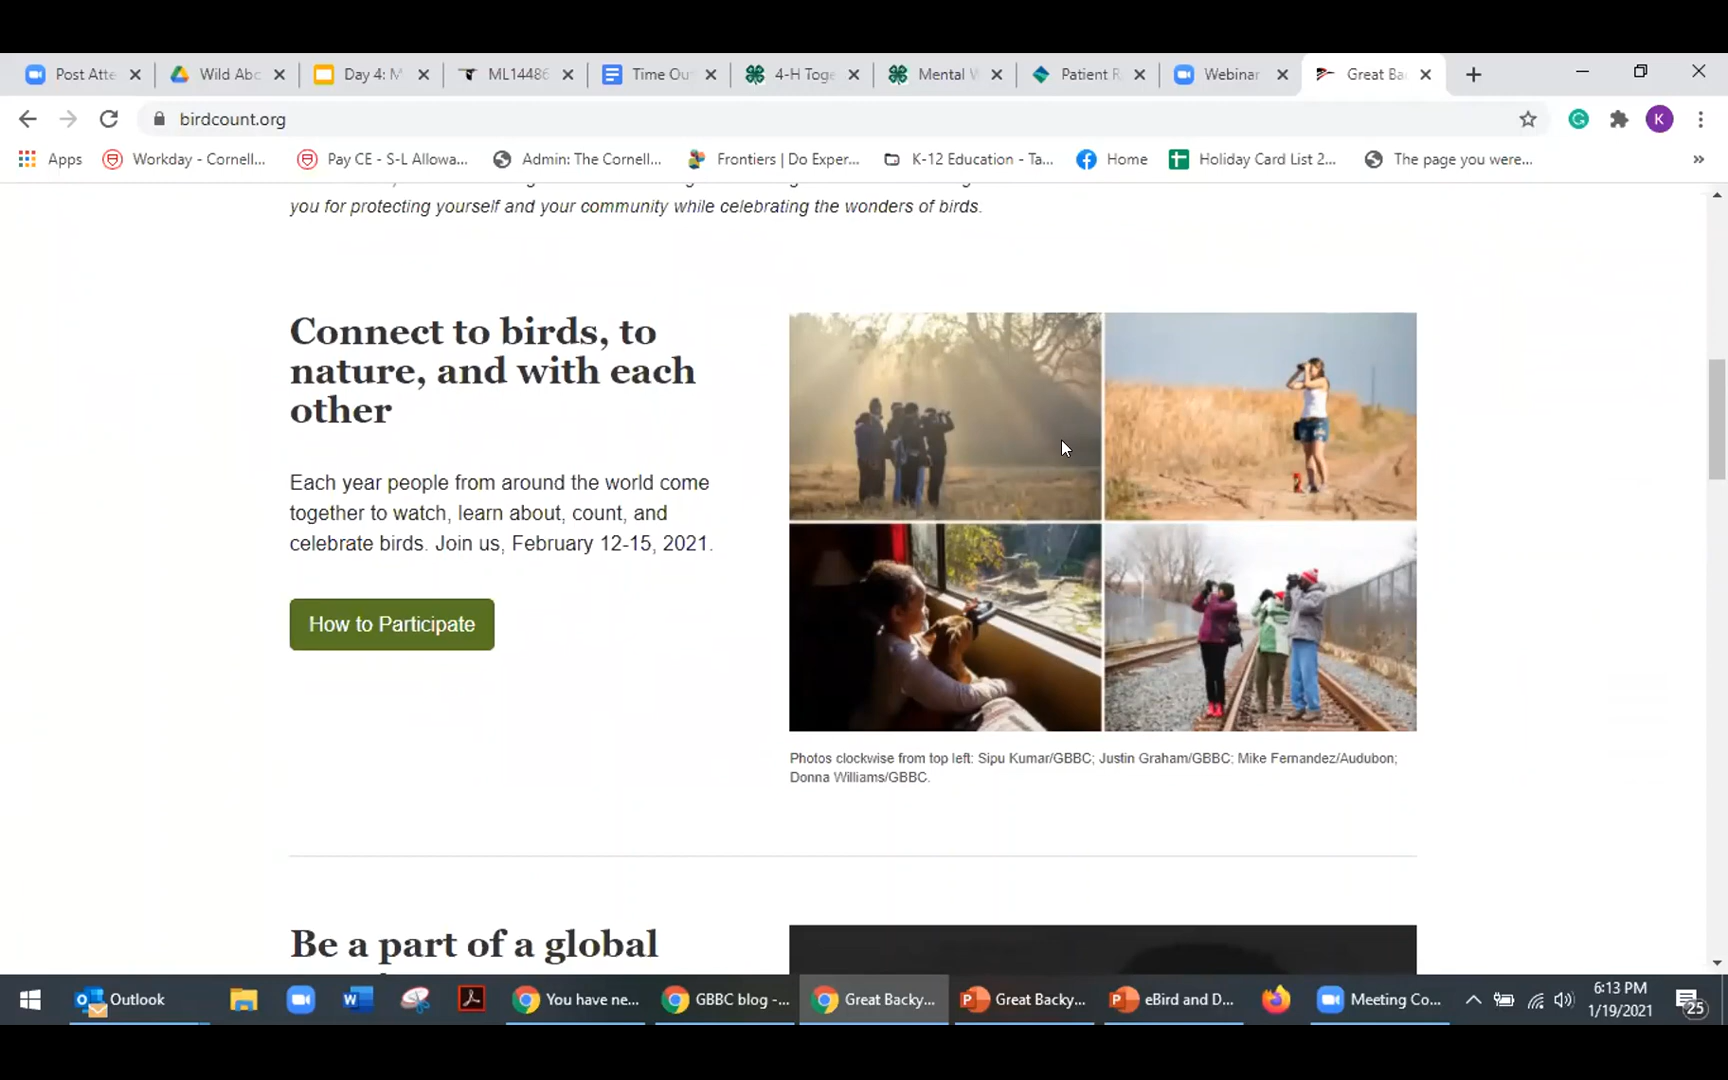 Post Atte
Wild Abc
Day 4: M
ML14486
Time Ou
4-H Toge
Mental W
Patient R
Webinar
Great Ba
birdcount.org
K
Apps
Workday - Cornell...
Pay CE - S-L Allowa...
Admin: The Cornell...
Frontiers | Do Exper...
K-12 Education - Ta...
Home
Holiday Card List 2...
The page you were...
you for protecting yourself and your community while celebrating the wonders of birds.
Connect to birds, to
nature, and with each
other
Each year people from around the world come
together to watch, learn about, count, and
celebrate birds. Join us, February 12-15, 2021.
How to Participate
Photos clockwise from top left: Sipu Kumar/GBBC; Justin Graham/GBBC; Mike Fernandez/Audubon;
Donna Williams/GBBC.
Be a part of a global
Outlook
You have ne...
GBBC blog -...
Great Backy...
Great Backy...
eBird and D...
Meeting Co...
6:13 PM
1/19/2021
25